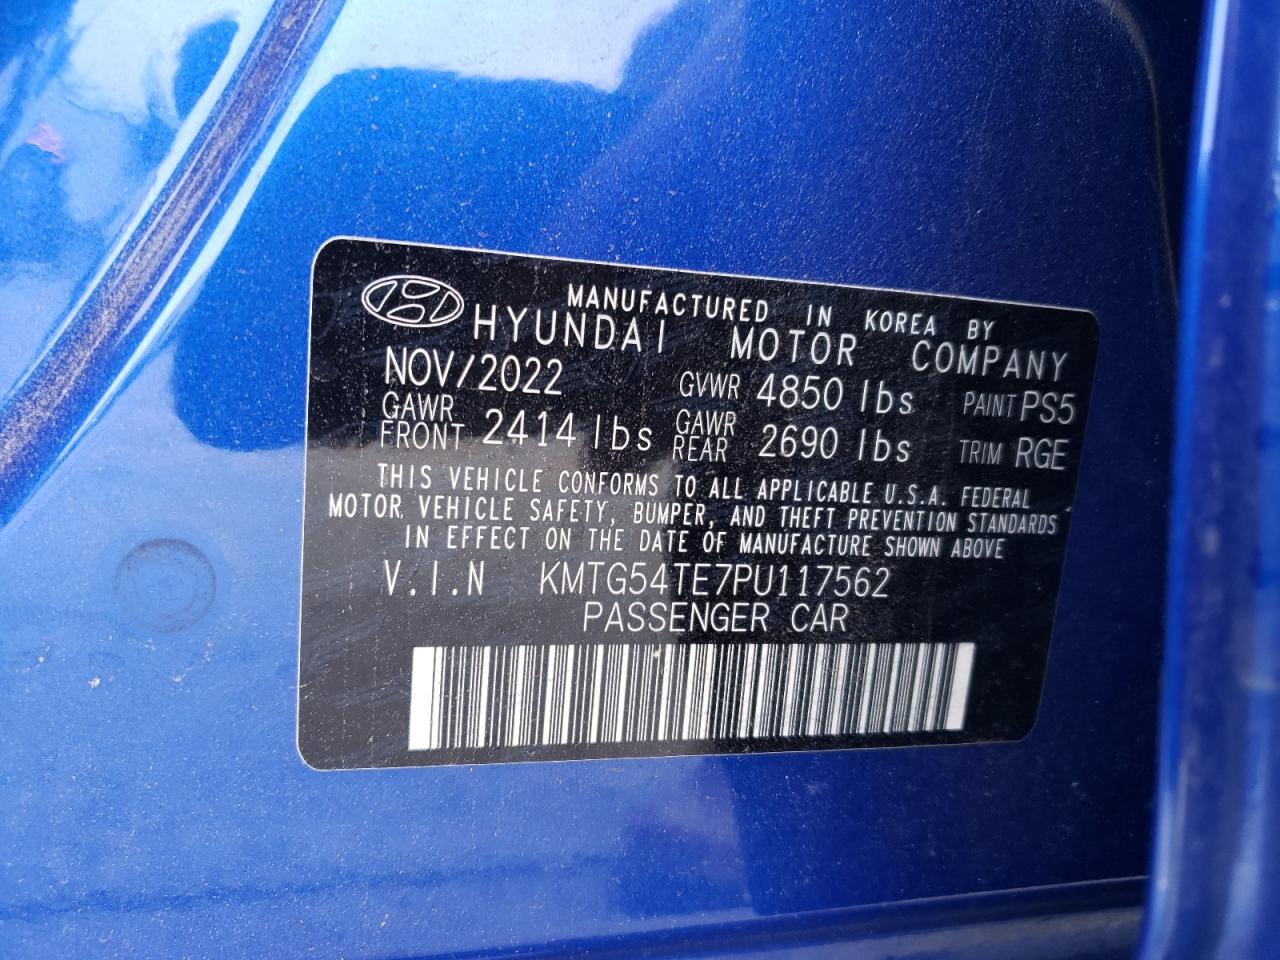 MANUFACTURED IN KOREA BY
HYUNDAI MOTOR COMPANY
NOV/2022 GVWR 4850 lbs PAINT PS5
GAWR FRONT 2414 lbs GAWR REAR 2690 lbs TRIM RGE
THIS VEHICLE CONFORMS TO ALL APPLICABLE U.S.A. FEDERAL
MOTOR VEHICLE SAFETY, BUMPER, AND THEFT PREVENTION STANDARDS
IN EFFECT ON THE DATE OF MANUFACTURE SHOWN ABOVE
V.I.N KMTG54TE7PU117562
PASSENGER CAR